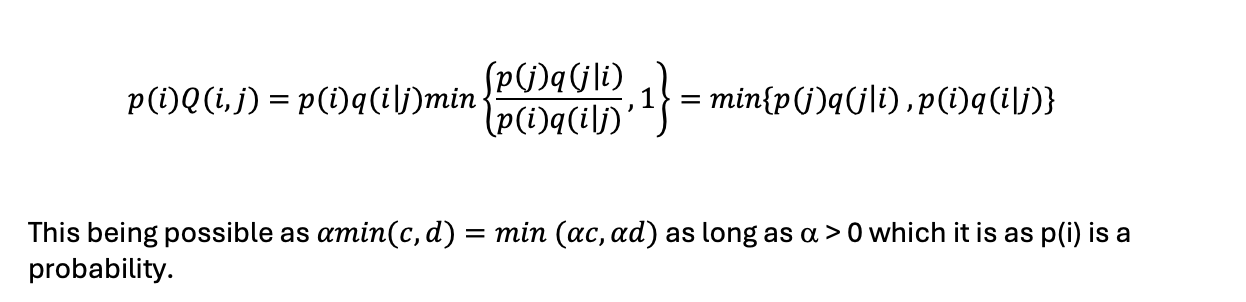 p(i)Q(i,j) = p(i)q(i|j)min{p(j)q(j|i)/p(i)q(i|j), 1} = min{p(j)q(j|i) , p(i)q(i|j)}
This being possible as αmin(c,d) = min (αc, αd) as long as α > 0 which it is as p(i) is a
probability.